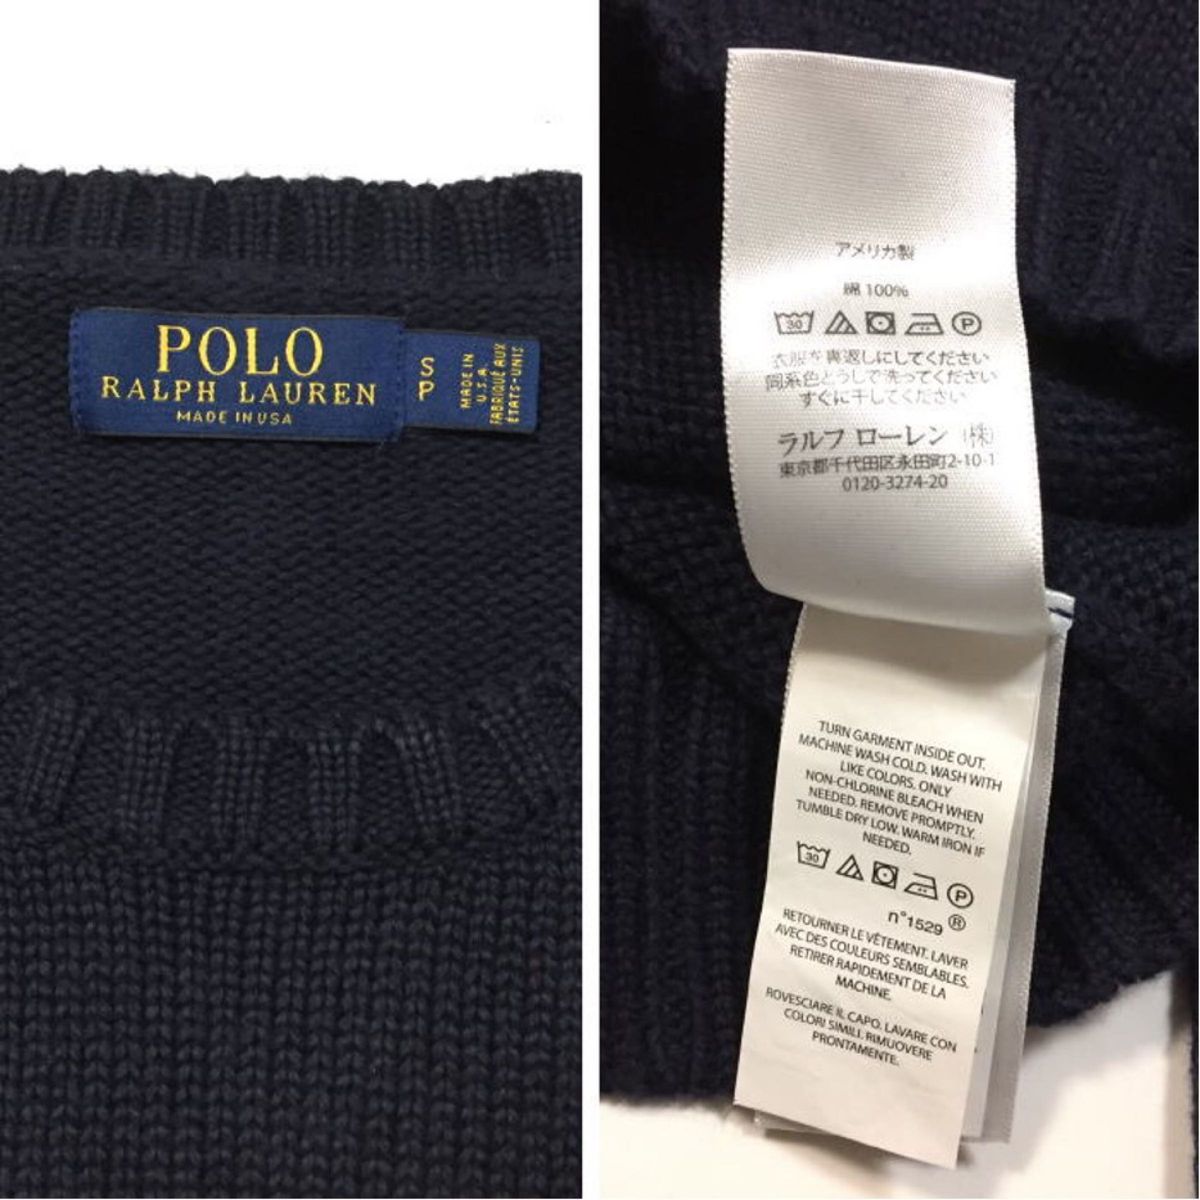 POLO
RALPH LAUREN
MADE IN USA
S
P
MADE IN
U.S.A.
FABRIQUÉ AUX
ÉTATS-UNIS
アメリカ製
綿 100%
30 P
衣服を裏返しにしてください
同系色どうしで洗ってください
すぐに干してください
ラルフ ローレン (株)
東京都千代田区永田町2-10-1
0120-3274-20
TURN GARMENT INSIDE OUT.
MACHINE WASH COLD. WASH WITH
LIKE COLORS. ONLY
NON-CHLORINE BLEACH WHEN
NEEDED. REMOVE PROMPTLY.
TUMBLE DRY LOW. WARM IRON IF
NEEDED.
30 P
n°1529 ®
RETOURNER LE VÊTEMENT. LAVER
AVEC DES COULEURS SEMBLABLES.
RETIRER RAPIDEMENT DE LA
MACHINE.
ROVESCIARE IL CAPO. LAVARE CON
COLORI SIMILI. RIMUOVERE
PRONTAMENTE.